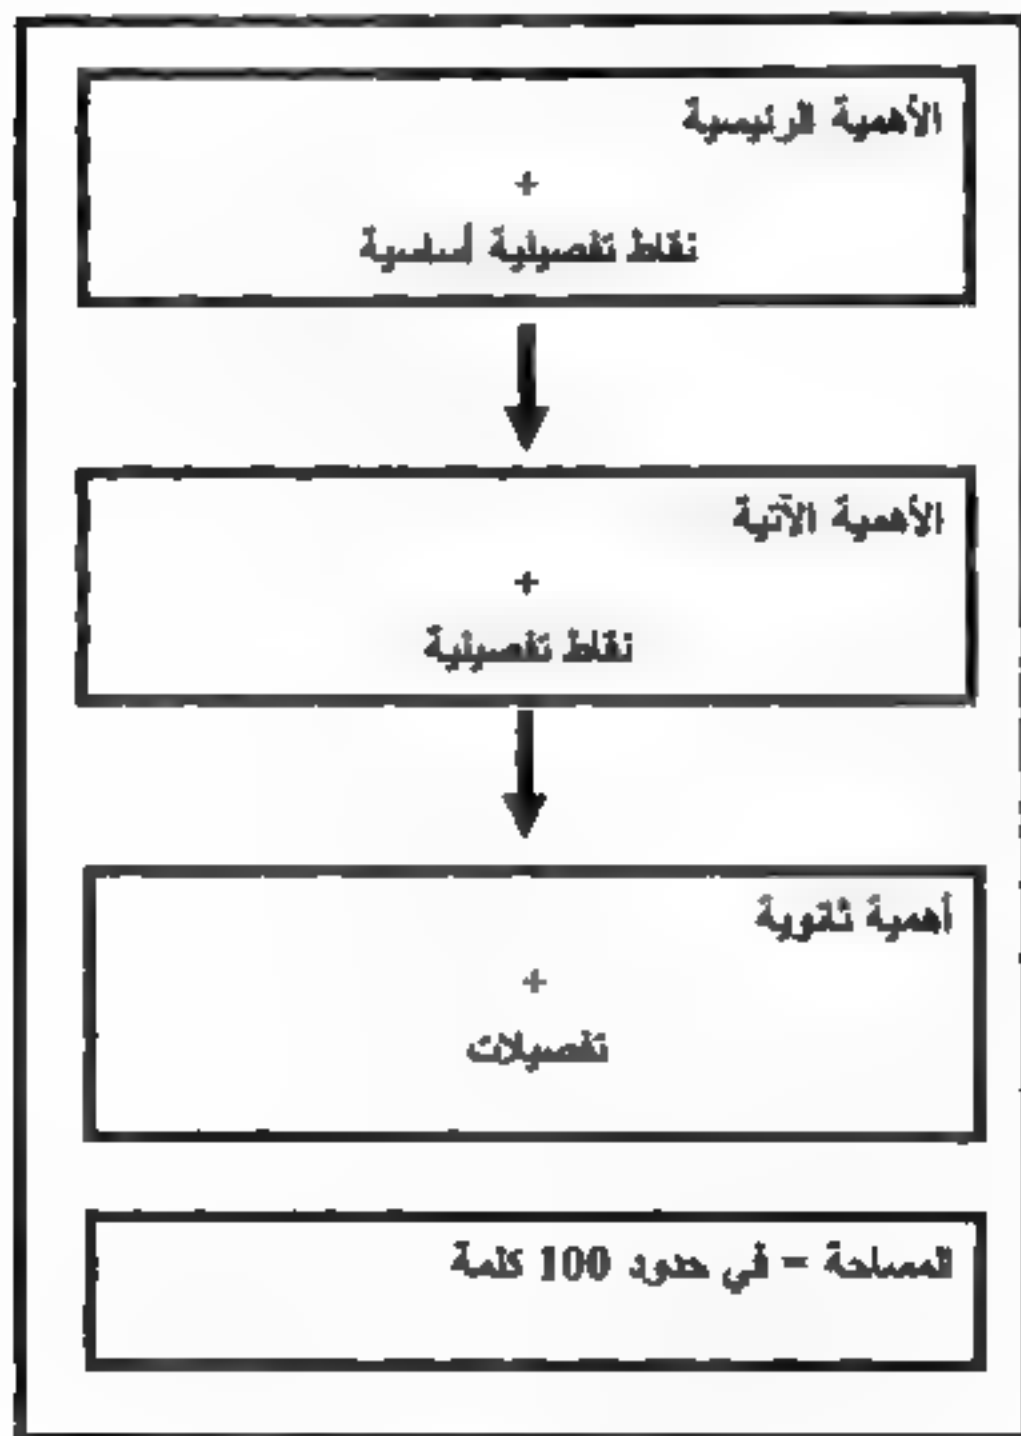 الأهمية الرئيسية
+
نقاط تفصيلية أساسية
الأهمية الآتية
+
نقاط تفصيلية
أهمية ثانوية
+
تفصيلات
المساحة = في حدود 100 كلمة